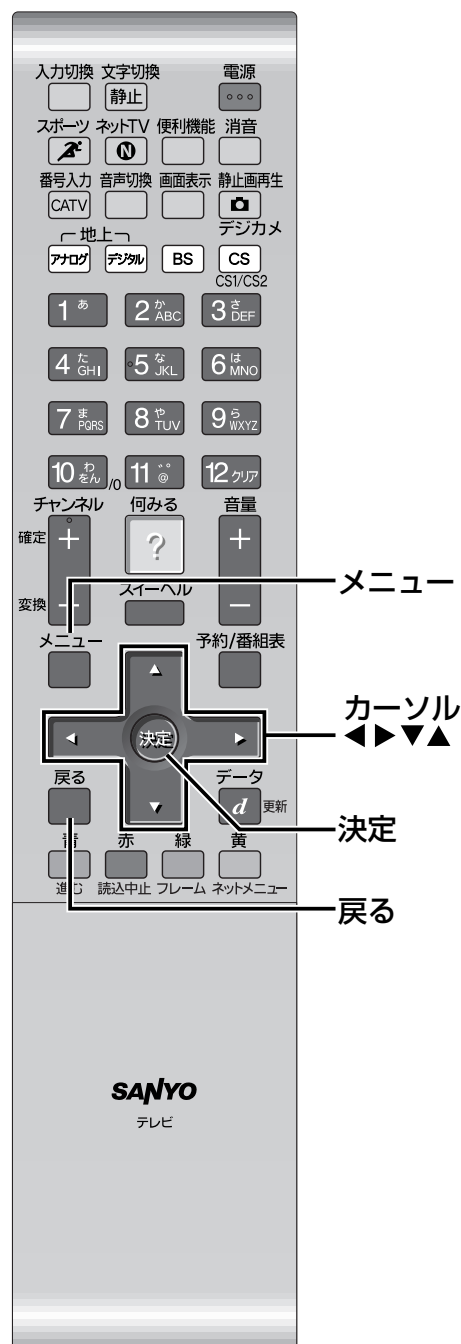 入力切換 文字切換 電源
静止
スポーツ ネットTV 便利機能 消音
N
番号入力 音声切換 画面表示 静止画再生
CATV
デジカメ
地上
アナログ デジタル BS CS
CS1/CS2
1 あ 2 か ABC 3 さ DEF
4 た GHI 5 な JKL 6 は MNO
7 ま PQRS 8 や TUV 9 ら WXYZ
10 わをん /0 11 ゛゜ @ 12 クリア
チャンネル 何みる 音量
確定 + ? +
スイーベル
変換 − −
メニュー 予約/番組表
メニュー
▲
◀ 決定 ▶
カーソル
◀▶▼▲
▼
戻る データ
d 更新
決定
青 赤 緑 黄
進む 読込中止 フレーム ネットメニュー
戻る
SANYO
テレビ